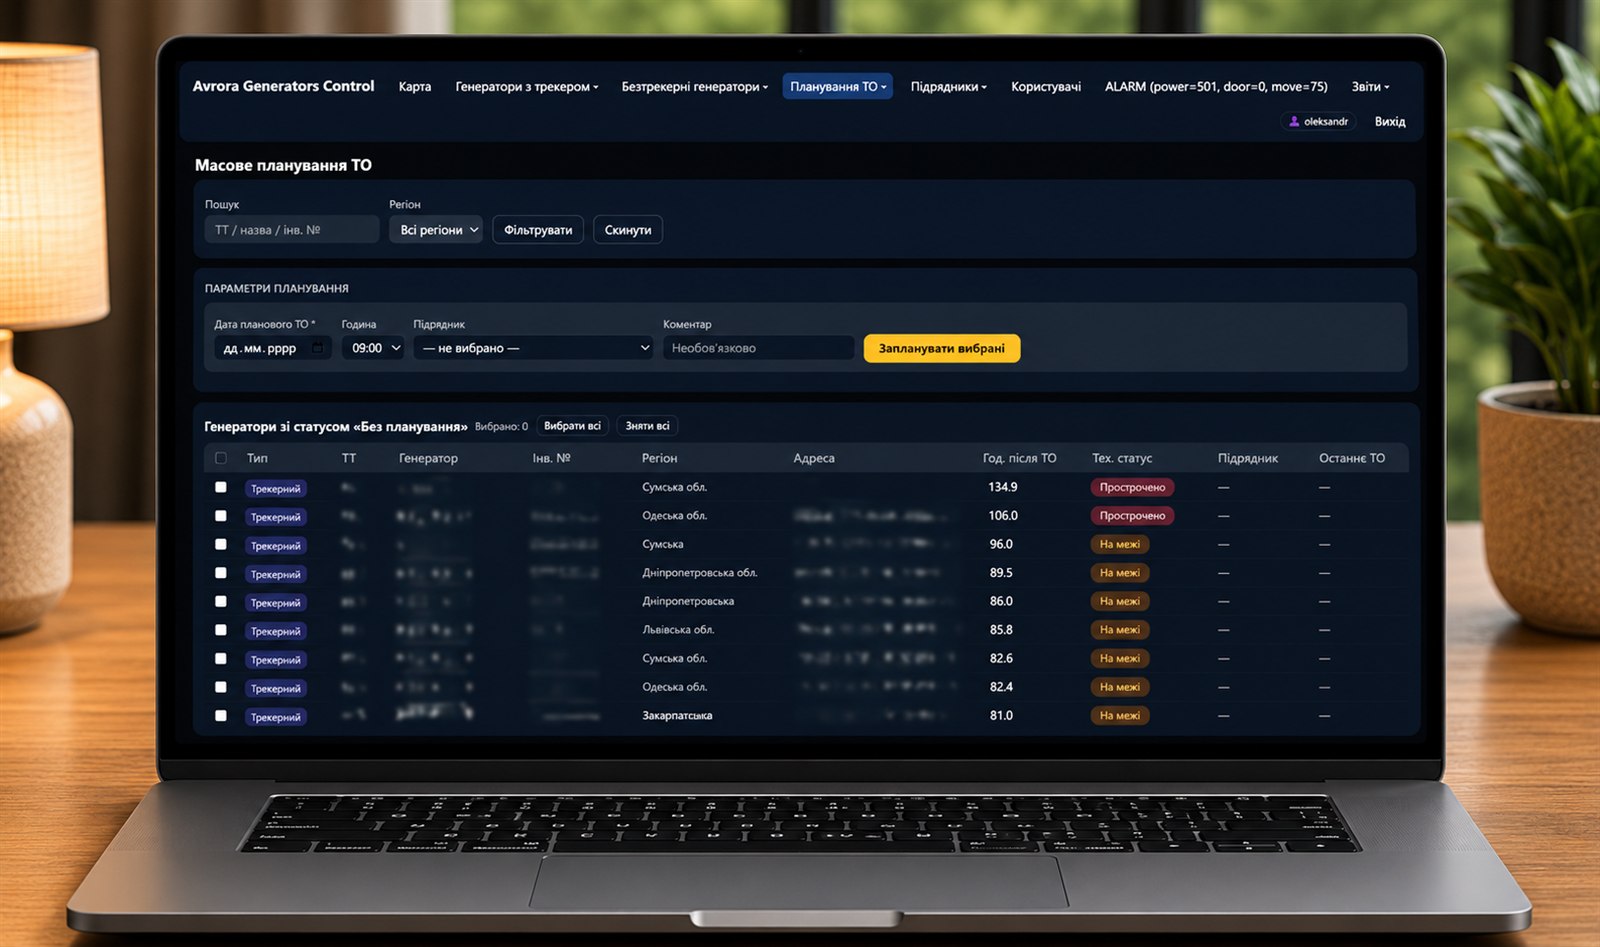 Avrora Generators Control Карта Генератори з трекером Безтрекерні генератори Планування ТО Підрядники Користувачі ALARM (power=501, door=0, move=75) Звіти
oleksandr Вихід
Масове планування ТО
Пошук Регіон
ТТ / назва / інв. № Всі регіони Фільтрувати Скинути
ПАРАМЕТРИ ПЛАНУВАННЯ
Дата планового ТО * Година Підрядник Коментар
дд.мм.рррр 09:00 — не вибрано — Необов'язково Запланувати вибрані
Генератори зі статусом «Без планування» Вибрано: 0 Вибрати всі Зняти всі
Тип ТТ Генератор Інв. № Регіон Адреса Год. після ТО Тех. статус Підрядник Останнє ТО
Трекерний Сумська обл. 134.9 Прострочено — —
Трекерний Одеська обл. 106.0 Прострочено — —
Трекерний Сумська 96.0 На межі — —
Трекерний Дніпропетровська обл. 89.5 На межі — —
Трекерний Дніпропетровська 86.0 На межі — —
Трекерний Львівська обл. 85.8 На межі — —
Трекерний Сумська обл. 82.6 На межі — —
Трекерний Одеська обл. 82.4 На межі — —
Трекерний Закарпатська 81.0 На межі — —